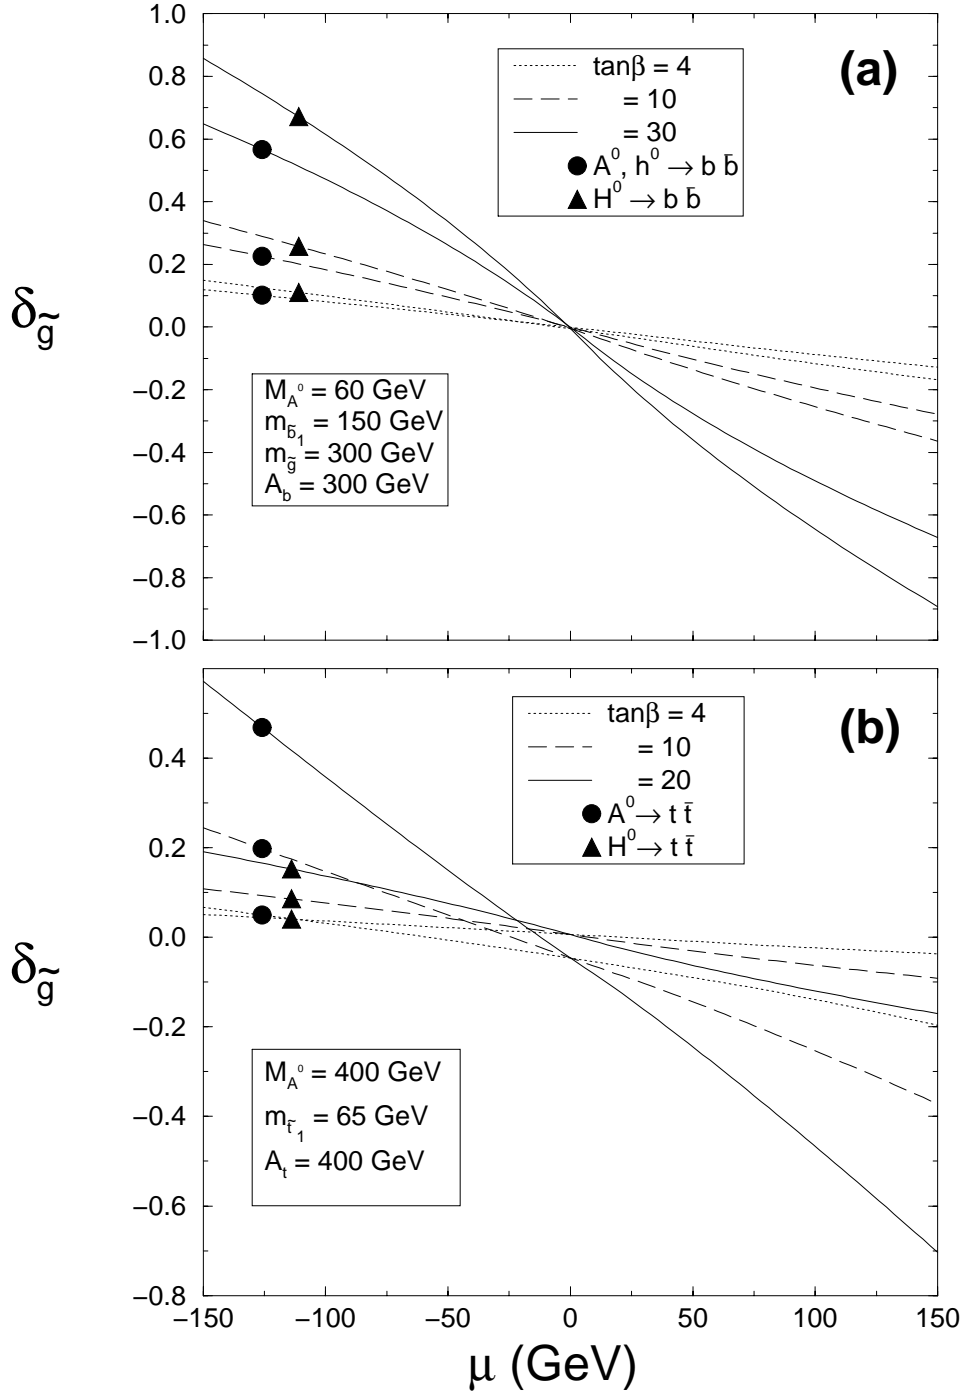 1.0
0.8
0.6
0.4
0.2
0.0
−0.2
−0.4
−0.6
−0.8
−1.0
δg̃
(a)
tanβ = 4
= 10
= 30
A⁰, h⁰ → b b̄
H⁰ → b b̄
M_A⁰ = 60 GeV
m_b̃₁ = 150 GeV
m_g̃ = 300 GeV
A_b = 300 GeV
0.4
0.2
0.0
−0.2
−0.4
−0.6
−0.8
δg̃
(b)
tanβ = 4
= 10
= 20
A⁰ → t t̄
H⁰ → t t̄
M_A⁰ = 400 GeV
m_t̃₁ = 65 GeV
A_t = 400 GeV
−150 −100 −50 0 50 100 150
μ (GeV)